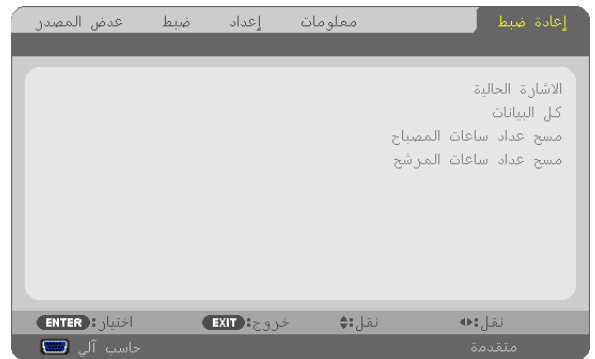 إعادة ضبط معلومات إعداد ضبط عدض المصدر
الاشارة الحالية
كل البيانات
مسح عداد ساعات المصباح
مسح عداد ساعات المرشح
نقل: نقل: خروج:EXIT اختيار:ENTER
متقدمة حاسب آلي